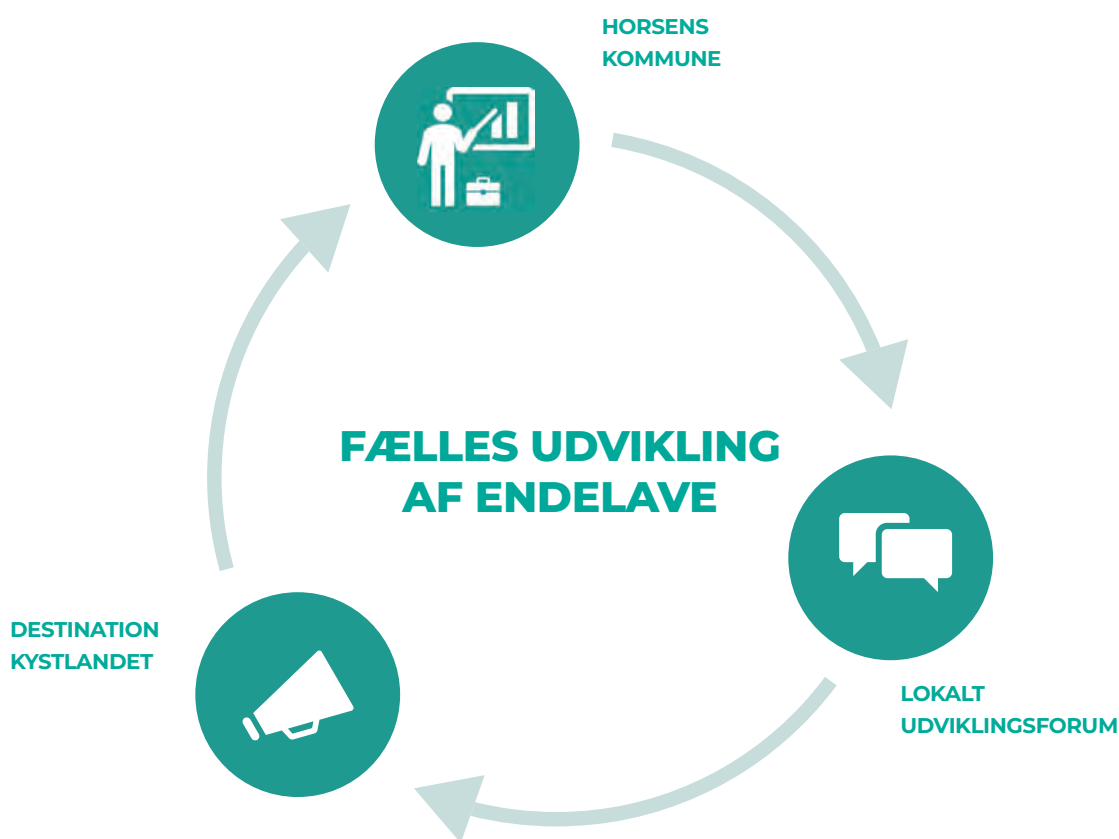 HORSENS
KOMMUNE
FÆLLES UDVIKLING
AF ENDELAVE
DESTINATION
KYSTLANDET
LOKALT
UDVIKLINGSFORUM